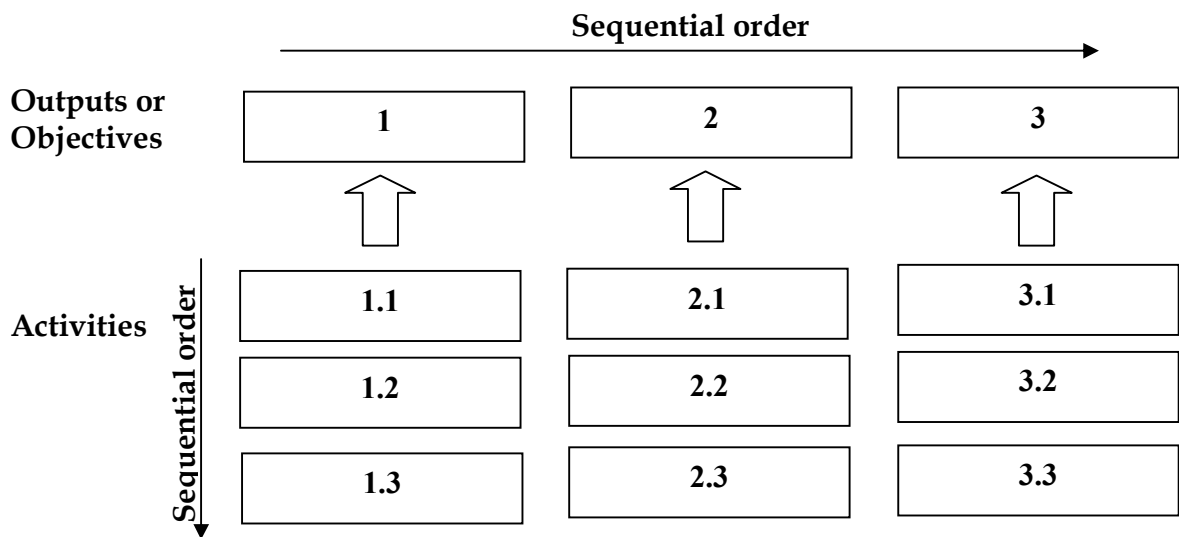 Sequential order
Outputs or
Objectives
1
2
3
Activities
Sequential order
1.1
2.1
3.1
1.2
2.2
3.2
1.3
2.3
3.3